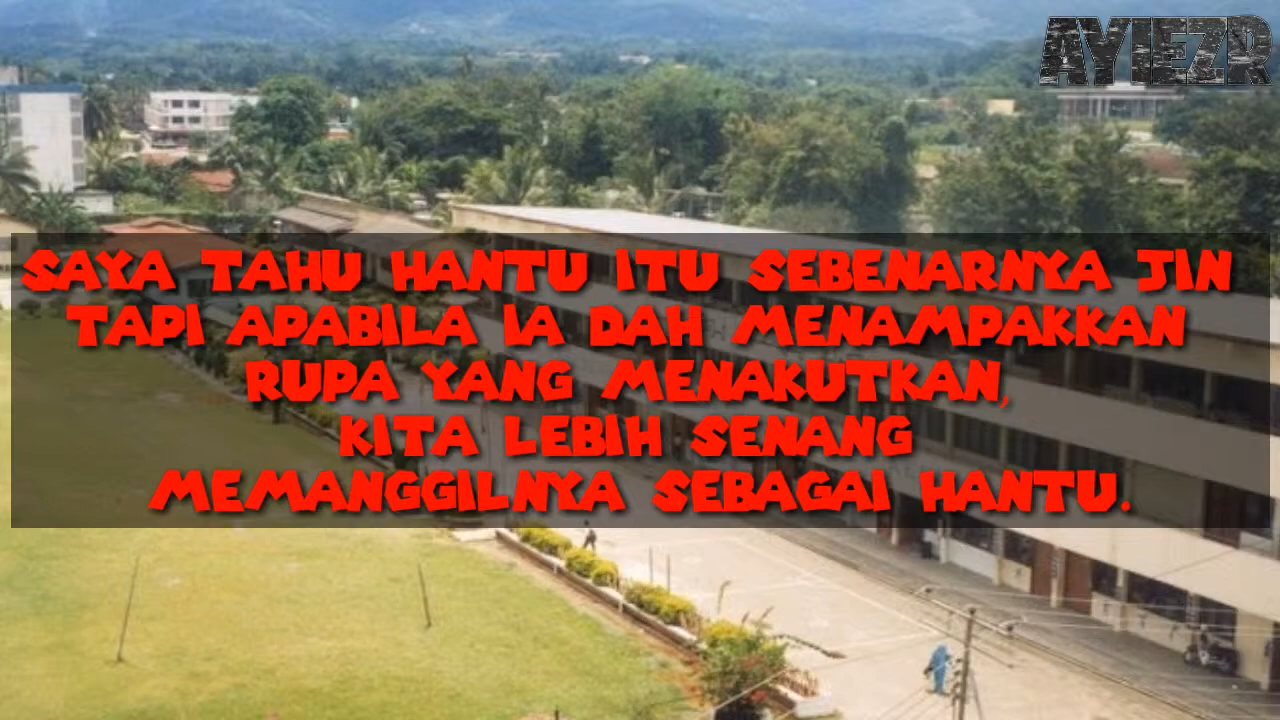 AYIEZR
SAYA TAHU HANTU ITU SEBENARNYA JIN
TAPI APABILA IA DAH MENAMPAKKAN
RUPA YANG MENAKUTKAN,
KITA LEBIH SENANG
MEMANGGILNYA SEBAGAI HANTU.